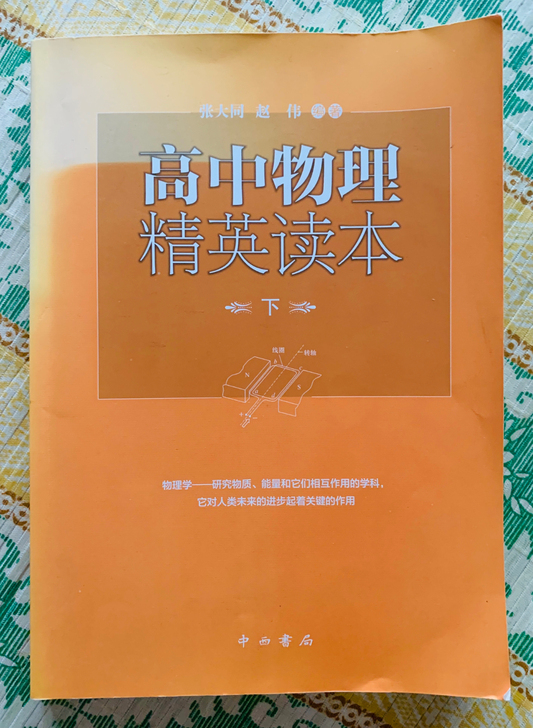 张大同 赵 伟 编著
高中物理
精英读本
下
线圈
转轴
N
S
物理学——研究物质、能量和它们相互作用的学科，
它对人类未来的进步起着关键的作用
中西書局